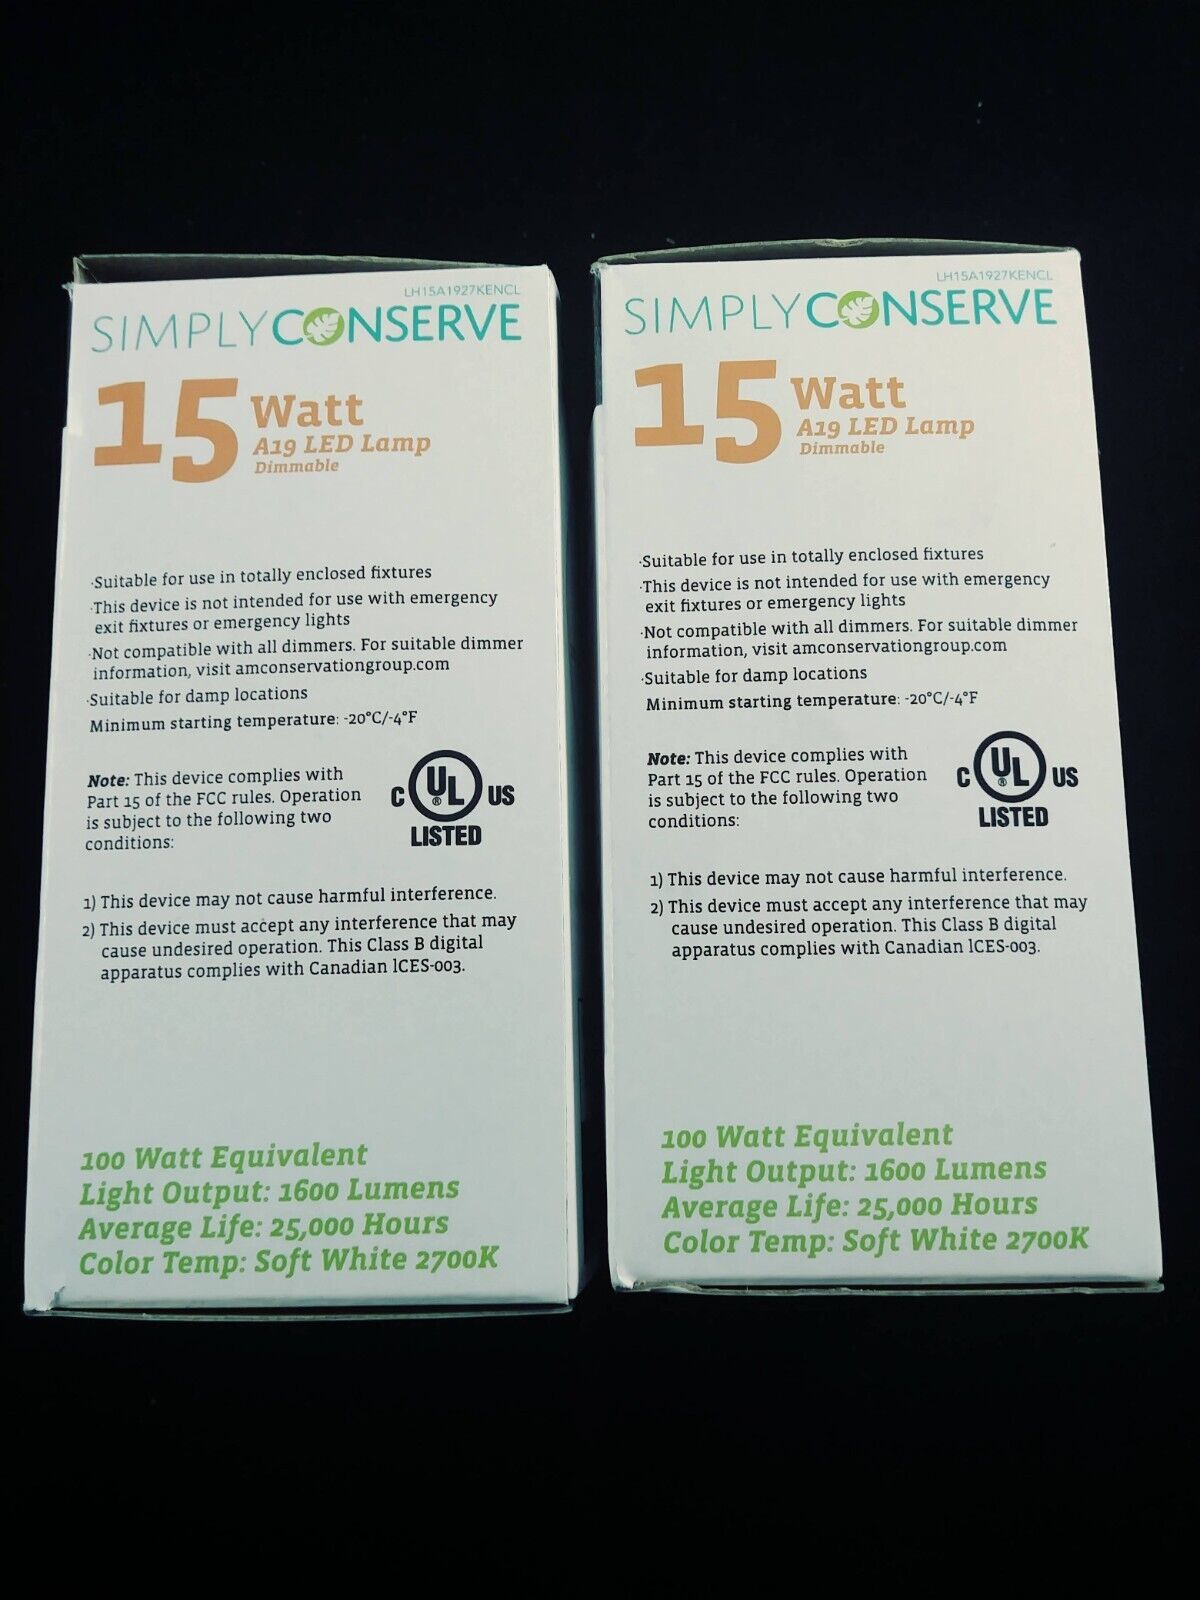 LH15A1927KENCL
SIMPLYCONSERVE
15 Watt
A19 LED Lamp
Dimmable
·Suitable for use in totally enclosed fixtures
·This device is not intended for use with emergency
exit fixtures or emergency lights
·Not compatible with all dimmers. For suitable dimmer
information, visit amconservationgroup.com
·Suitable for damp locations
Minimum starting temperature: -20°C/-4°F
Note: This device complies with
Part 15 of the FCC rules. Operation
is subject to the following two
conditions:
C UL® US
LISTED
1) This device may not cause harmful interference.
2) This device must accept any interference that may
cause undesired operation. This Class B digital
apparatus complies with Canadian lCES-003.
100 Watt Equivalent
Light Output: 1600 Lumens
Average Life: 25,000 Hours
Color Temp: Soft White 2700K
LH15A1927KENCL
SIMPLYCONSERVE
15 Watt
A19 LED Lamp
Dimmable
·Suitable for use in totally enclosed fixtures
·This device is not intended for use with emergency
exit fixtures or emergency lights
·Not compatible with all dimmers. For suitable dimmer
information, visit amconservationgroup.com
·Suitable for damp locations
Minimum starting temperature: -20°C/-4°F
Note: This device complies with
Part 15 of the FCC rules. Operation
is subject to the following two
conditions:
C UL® US
LISTED
1) This device may not cause harmful interference.
2) This device must accept any interference that may
cause undesired operation. This Class B digital
apparatus complies with Canadian lCES-003.
100 Watt Equivalent
Light Output: 1600 Lumens
Average Life: 25,000 Hours
Color Temp: Soft White 2700K